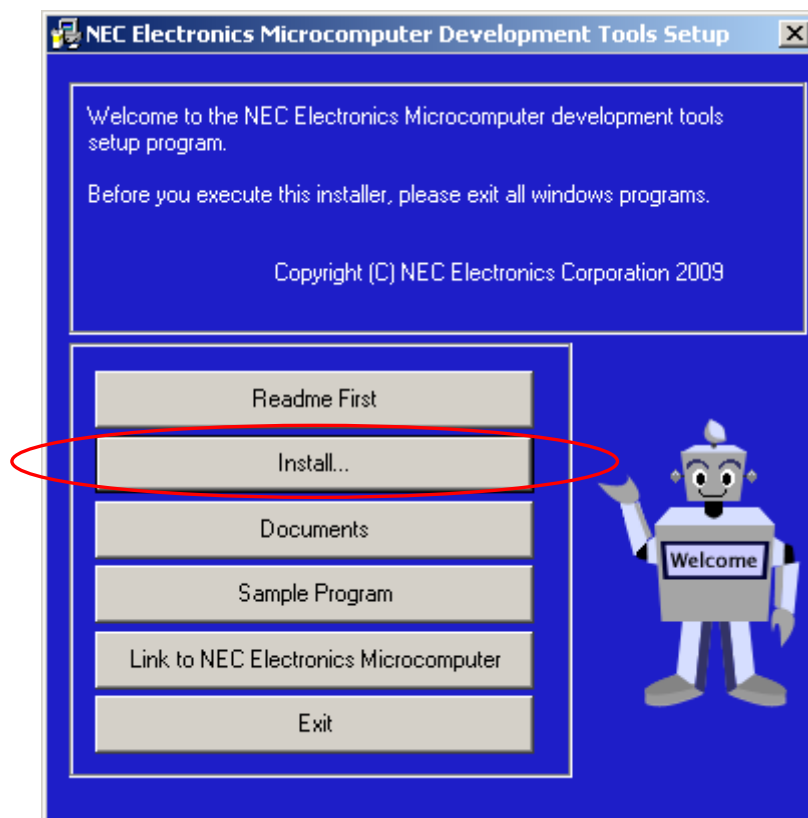 NEC Electronics Microcomputer Development Tools Setup
Welcome to the NEC Electronics Microcomputer development tools
setup program.
Before you execute this installer, please exit all windows programs.
Copyright (C) NEC Electronics Corporation 2009
Readme First
Install...
Documents
Welcome
Sample Program
Link to NEC Electronics Microcomputer
Exit